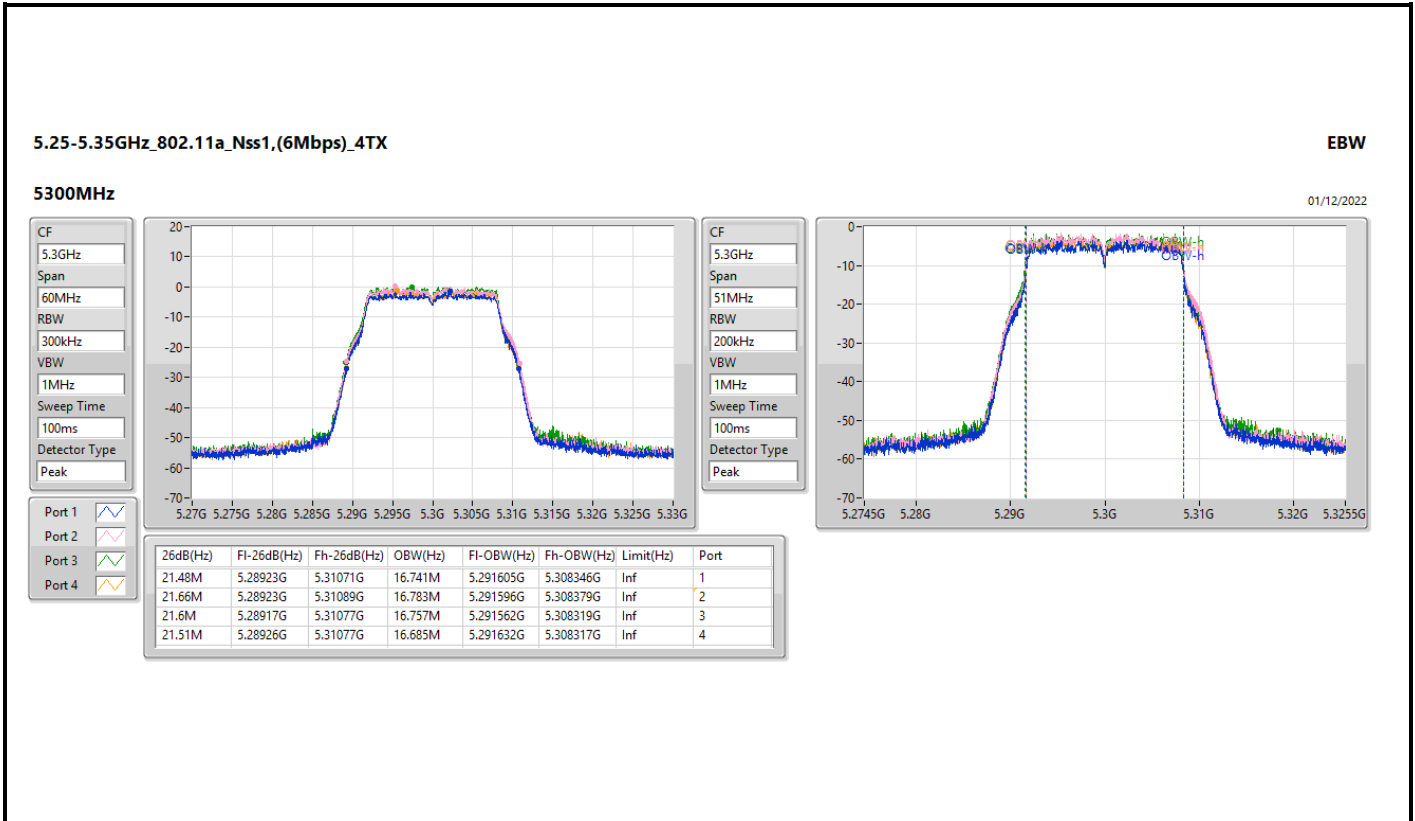 5.25-5.35GHz_802.11a_Nss1,(6Mbps)_4TX
EBW
5300MHz
01/12/2022
CF
5.3GHz
Span
60MHz
RBW
300kHz
VBW
1MHz
Sweep Time
100ms
Detector Type
Peak
20
10
0
-10
-20
-30
-40
-50
-60
-70
5.27G 5.275G 5.28G 5.285G 5.29G 5.295G 5.3G 5.305G 5.31G 5.315G 5.32G 5.325G 5.33G
CF
5.3GHz
Span
51MHz
RBW
200kHz
VBW
1MHz
Sweep Time
100ms
Detector Type
Peak
0
-10
-20
-30
-40
-50
-60
-70
OBW-h
5.2745G 5.28G 5.29G 5.3G 5.31G 5.32G 5.3255G
Port 1
Port 2
Port 3
Port 4
26dB(Hz) Fl-26dB(Hz) Fh-26dB(Hz) OBW(Hz) Fl-OBW(Hz) Fh-OBW(Hz) Limit(Hz) Port
21.48M 5.28923G 5.31071G 16.741M 5.291605G 5.308346G Inf 1
21.66M 5.28923G 5.31089G 16.783M 5.291596G 5.308379G Inf 2
21.6M 5.28917G 5.31077G 16.757M 5.291562G 5.308319G Inf 3
21.51M 5.28926G 5.31077G 16.685M 5.291632G 5.308317G Inf 4